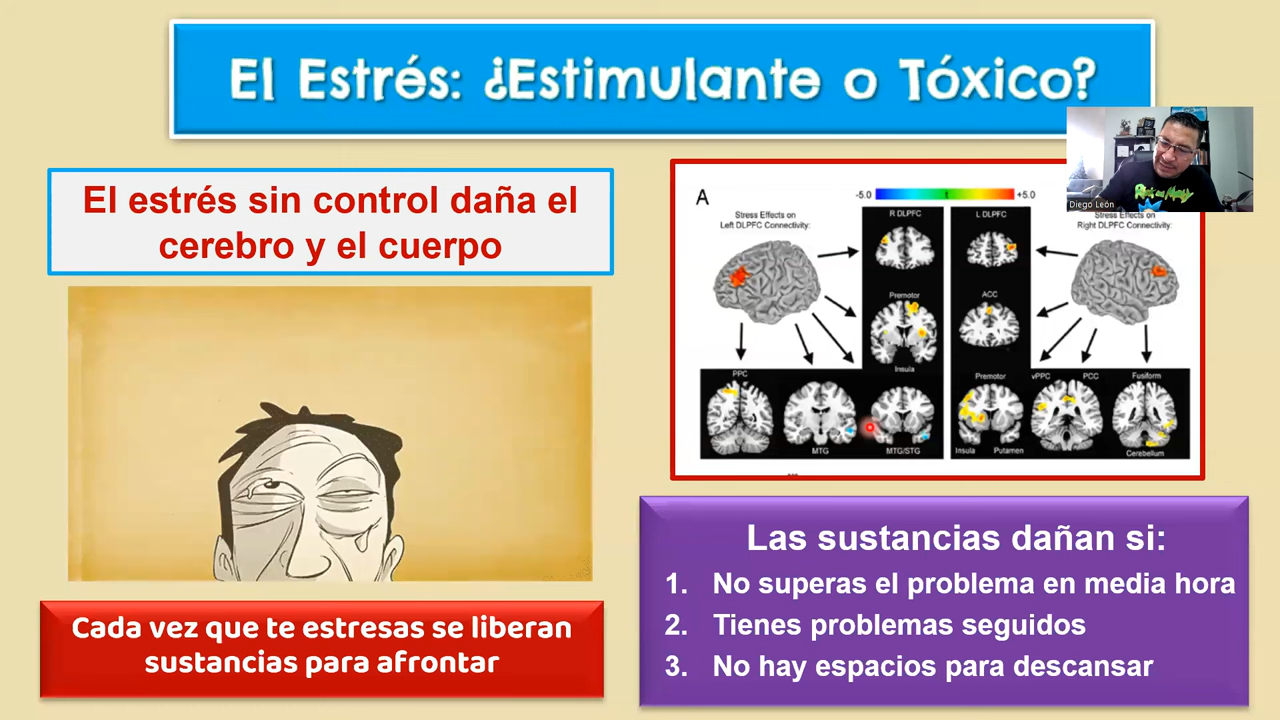 El Estrés: ¿Estimulante o Tóxico?
El estrés sin control daña el
cerebro y el cuerpo
Cada vez que te estresas se liberan
sustancias para afrontar
A
-5.0 t +5.0
Stress Effects on
Left DLPFC Connectivity:
R DLPFC
L DLPFC
Stress Effects on
Right DLPFC Connectivity:
Premotor
ACC
Insula
PPC
MTG
MTG/STG
Premotor
vPPC
PCC
Fusiform
Insula
Putamen
Cerebellum
Diego León
Las sustancias dañan si:
1. No superas el problema en media hora
2. Tienes problemas seguidos
3. No hay espacios para descansar